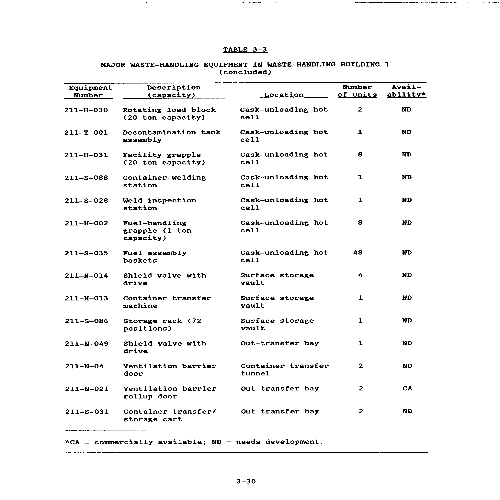 TABLE 3-3
MAJOR WASTE-HANDLING EQUIPMENT IN WASTE HANDLING BUILDING 1
(concluded)
Equipment Description Number Avail-
Number (capacity) Location of units ability*
211-H-030 Rotating load block Cask-unloading hot 2 ND
(20 ton capacity) cell
211-T-001 Decontamination tank Cask-unloading hot 1 ND
assembly cell
211-H-031 Facility grapple Cask unloading hot 8 ND
(20 ton capacity) cell
211-S-088 Container welding Cask-unloading hot 1 ND
station cell
211-S-028 Weld inspection Cask-unloading hot 1 ND
station cell
211-H-002 Fuel-handling Cask-unloading hot 8 ND
grapple (1 ton cell
capacity)
211-S-035 Fuel assembly Cask-unloading hot 48 ND
baskets cell
211-N-014 Shield valve with Surface storage 4 ND
drive vault
211-H-013 Container transfer Surface storage 1 ND
machine vault
211-S-086 Storage rack (72 Surface storage 1 ND
positions) vault
211-N-049 Shield valve with Out-transfer bay 1 ND
drive
211-N-04 Ventilation barrier Container transfer 2 ND
door tunnel
211-N-021 Ventilation barrier Out transfer bay 2 CA
rollup door
211-S-031 Container transfer/ Out transfer bay 2 ND
storage cart
*CA = commercially available; ND = needs development.
3-30